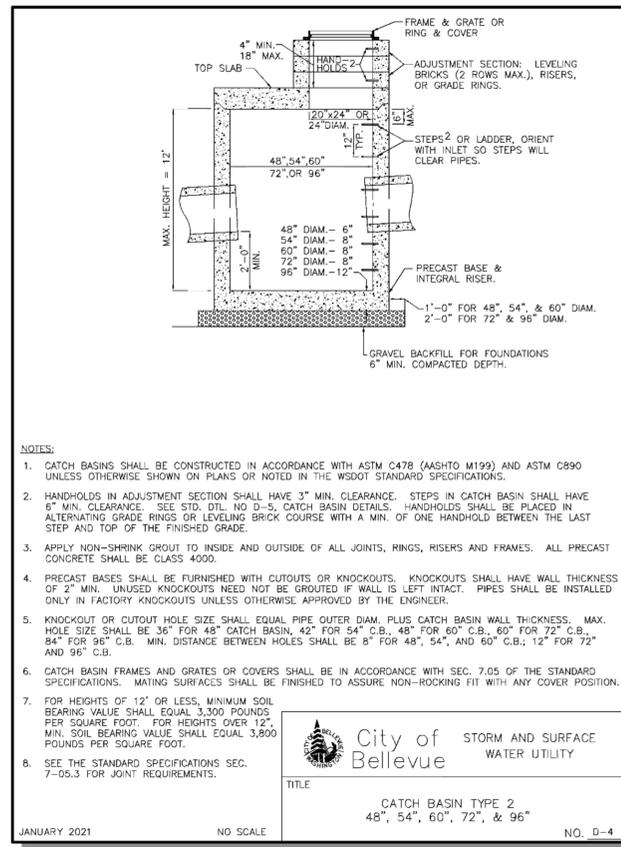 FRAME & GRATE OR
RING & COVER
4" MIN.
18" MAX.
HAND-
HOLDS 2
TOP SLAB
ADJUSTMENT SECTION: LEVELING
BRICKS (2 ROWS MAX.), RISERS,
OR GRADE RINGS.
20"x24" OR
24"DIAM.
6"
MAX.
12"
TYP.
STEPS2 OR LADDER, ORIENT
WITH INLET SO STEPS WILL
CLEAR PIPES.
48",54",60"
72",OR 96"
MAX. HEIGHT = 12'
2'-0"
MIN.
48" DIAM.- 6"
54" DIAM.- 8"
60" DIAM.- 8"
72" DIAM.- 8"
96" DIAM.-12"
PRECAST BASE &
INTEGRAL RISER.
1'-0" FOR 48", 54", & 60" DIAM.
2'-0" FOR 72" & 96" DIAM.
GRAVEL BACKFILL FOR FOUNDATIONS
6" MIN. COMPACTED DEPTH.
NOTES:
1. CATCH BASINS SHALL BE CONSTRUCTED IN ACCORDANCE WITH ASTM C478 (AASHTO M199) AND ASTM C890
UNLESS OTHERWISE SHOWN ON PLANS OR NOTED IN THE WSDOT STANDARD SPECIFICATIONS.
2. HANDHOLDS IN ADJUSTMENT SECTION SHALL HAVE 3" MIN. CLEARANCE. STEPS IN CATCH BASIN SHALL HAVE
6" MIN. CLEARANCE. SEE STD. DTL. NO D-5, CATCH BASIN DETAILS. HANDHOLDS SHALL BE PLACED IN
ALTERNATING GRADE RINGS OR LEVELING BRICK COURSE WITH A MIN. OF ONE HANDHOLD BETWEEN THE LAST
STEP AND TOP OF THE FINISHED GRADE.
3. APPLY NON-SHRINK GROUT TO INSIDE AND OUTSIDE OF ALL JOINTS, RINGS, RISERS AND FRAMES. ALL PRECAST
CONCRETE SHALL BE CLASS 4000.
4. PRECAST BASES SHALL BE FURNISHED WITH CUTOUTS OR KNOCKOUTS. KNOCKOUTS SHALL HAVE WALL THICKNESS
OF 2" MIN. UNUSED KNOCKOUTS NEED NOT BE GROUTED IF WALL IS LEFT INTACT. PIPES SHALL BE INSTALLED
ONLY IN FACTORY KNOCKOUTS UNLESS OTHERWISE APPROVED BY THE ENGINEER.
5. KNOCKOUT OR CUTOUT HOLE SIZE SHALL EQUAL PIPE OUTER DIAM. PLUS CATCH BASIN WALL THICKNESS. MAX.
HOLE SIZE SHALL BE 36" FOR 48" CATCH BASIN, 42" FOR 54" C.B., 48" FOR 60" C.B., 60" FOR 72" C.B.,
84" FOR 96" C.B. MIN. DISTANCE BETWEEN HOLES SHALL BE 8" FOR 48", 54", AND 60" C.B.; 12" FOR 72"
AND 96" C.B.
6. CATCH BASIN FRAMES AND GRATES OR COVERS SHALL BE IN ACCORDANCE WITH SEC. 7.05 OF THE STANDARD
SPECIFICATIONS. MATING SURFACES SHALL BE FINISHED TO ASSURE NON-ROCKING FIT WITH ANY COVER POSITION.
7. FOR HEIGHTS OF 12' OR LESS, MINIMUM SOIL
BEARING VALUE SHALL EQUAL 3,300 POUNDS
PER SQUARE FOOT. FOR HEIGHTS OVER 12",
MIN. SOIL BEARING VALUE SHALL EQUAL 3,800
POUNDS PER SQUARE FOOT.
8. SEE THE STANDARD SPECIFICATIONS SEC.
7-05.3 FOR JOINT REQUIREMENTS.
CITY OF BELLEVUE
WASHINGTON
City of
Bellevue
STORM AND SURFACE
WATER UTILITY
TITLE
CATCH BASIN TYPE 2
48", 54", 60", 72", & 96"
JANUARY 2021 NO SCALE
NO. D-4